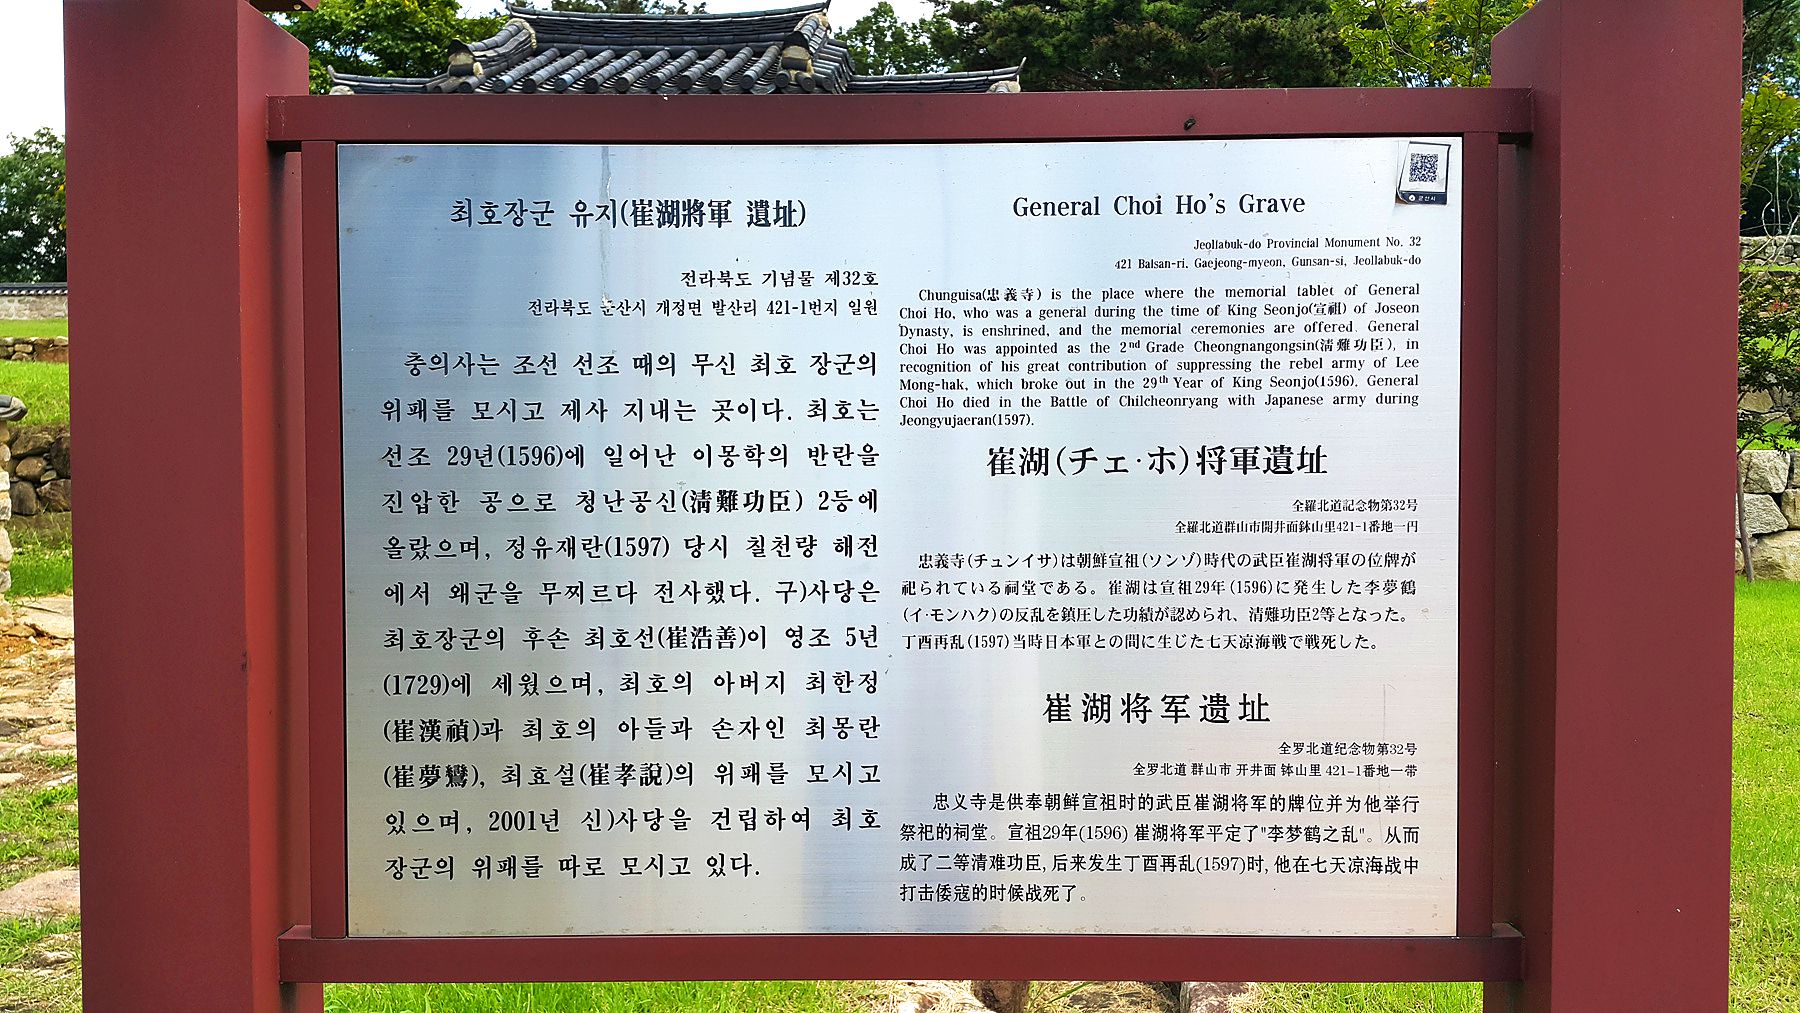 최호장군 유지(崔湖將軍 遺址)
전라북도 기념물 제32호
전라북도 군산시 개정면 발산리 421-1번지 일원
충의사는 조선 선조 때의 무신 최호 장군의
위패를 모시고 제사 지내는 곳이다. 최호는
선조 29년(1596)에 일어난 이몽학의 반란을
진압한 공으로 청난공신(淸難功臣) 2등에
올랐으며, 정유재란(1597) 당시 칠천량 해전
에서 왜군을 무찌르다 전사했다. 구)사당은
최호장군의 후손 최호선(崔浩善)이 영조 5년
(1729)에 세웠으며, 최호의 아버지 최한정
(崔漢禎)과 최호의 아들과 손자인 최몽란
(崔夢鸞), 최효설(崔孝說)의 위패를 모시고
있으며, 2001년 신)사당을 건립하여 최호
장군의 위패를 따로 모시고 있다.
General Choi Ho's Grave
Jeollabuk-do Provincial Monument No. 32
421 Balsan-ri, Gaejeong-myeon, Gunsan-si, Jeollabuk-do
Chunguisa(忠義寺) is the place where the memorial tablet of General
Choi Ho, who was a general during the time of King Seonjo(宣祖) of Joseon
Dynasty, is enshrined, and the memorial ceremonies are offered. General
Choi Ho was appointed as the 2nd Grade Cheongnangongsin(淸難功臣), in
recognition of his great contribution of suppressing the rebel army of Lee
Mong-hak, which broke out in the 29th Year of King Seonjo(1596). General
Choi Ho died in the Battle of Chilcheonryang with Japanese army during
Jeongyujaeran(1597).
崔湖(チェ·ホ)将軍遺址
全羅北道記念物第32号
全羅北道群山市開井面鉢山里421-1番地一円
忠義寺(チュンイサ)は朝鮮宣祖(ソンゾ)時代の武臣崔湖将軍の位牌が
祀られている祠堂である。崔湖は宣祖29年(1596)に発生した李夢鶴
(イ·モンハク)の反乱を鎮圧した功績が認められ、清難功臣2等となった。
丁酉再乱(1597)当時日本軍との間に生じた七天凉海戦で戦死した。
崔湖将军遗址
全罗北道纪念物第32号
全罗北道 群山市 开井面 钵山里 421-1番地一带
忠义寺是供奉朝鲜宣祖时的武臣崔湖将军的牌位并为他举行
祭祀的祠堂。宣祖29年(1596) 崔湖将军平定了"李梦鹤之乱"。从而
成了二等清难功臣, 后来发生丁酉再乱(1597)时, 他在七天凉海战中
打击倭寇的时候战死了。
군산시